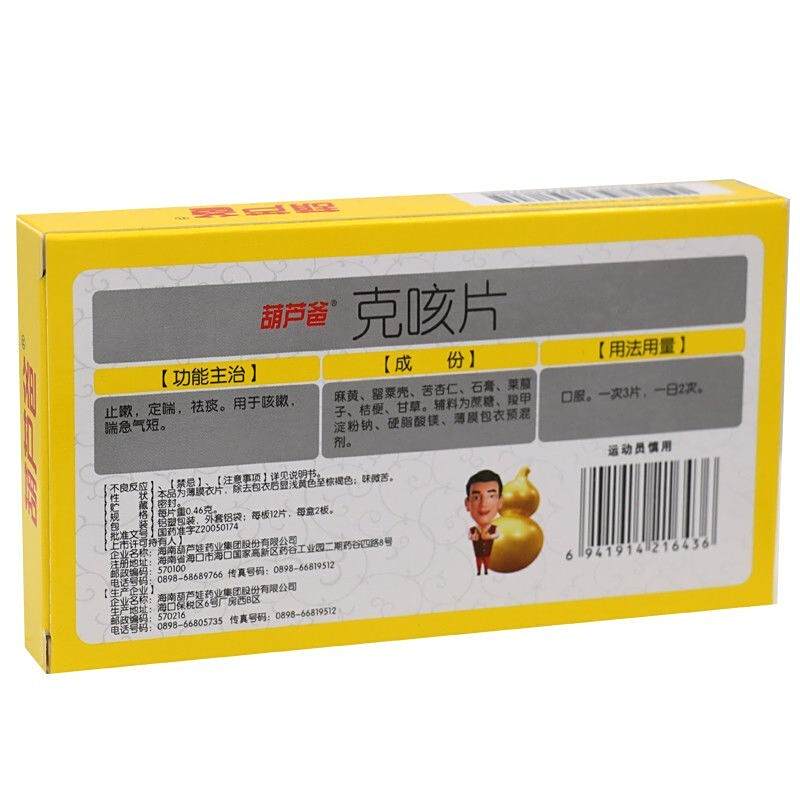 葫芦爸
葫芦爸
葫芦爸® 克咳片
【功能主治】
止嗽，定喘，祛痰。用于咳嗽，
喘急气短。
【成 份】
麻黄、罂粟壳、苦杏仁、石膏、莱菔
子、桔梗、甘草。辅料为蔗糖、羧甲
淀粉钠、硬脂酸镁、薄膜包衣预混
剂。
【用法用量】
口服。一次3片，一日2次。
运动员慎用
【不良反应】、【禁忌】、【注意事项】详见说明书。
【性 状】本品为薄膜衣片，除去包衣后显浅黄色至棕褐色；味微苦。
【贮 藏】密封。
【规 格】每片重0.46克。
【包 装】铝塑包装，外套铝袋；每板12片，每盒2板。
【批准文号】国药准字Z20050174
【上市许可持有人】
企业名称：海南葫芦娃药业集团股份有限公司
注册地址：海南省海口市海口国家高新区药谷工业园二期药谷四路8号
邮政编码：570100
电话号码：0898-68689766 传真号码：0898-66819512
【生产企业】
企业名称：海南葫芦娃药业集团股份有限公司
生产地址：海口保税区6号厂房西B区
邮政编码：570216
电话号码：0898-66805735 传真号码：0898-66819512
6 941914 216436